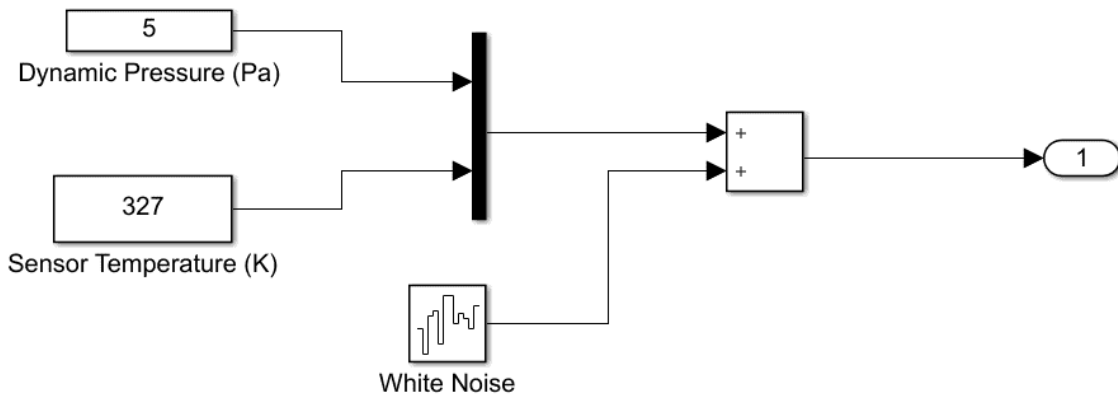 5
Dynamic Pressure (Pa)
327
Sensor Temperature (K)
+
+
1
White Noise